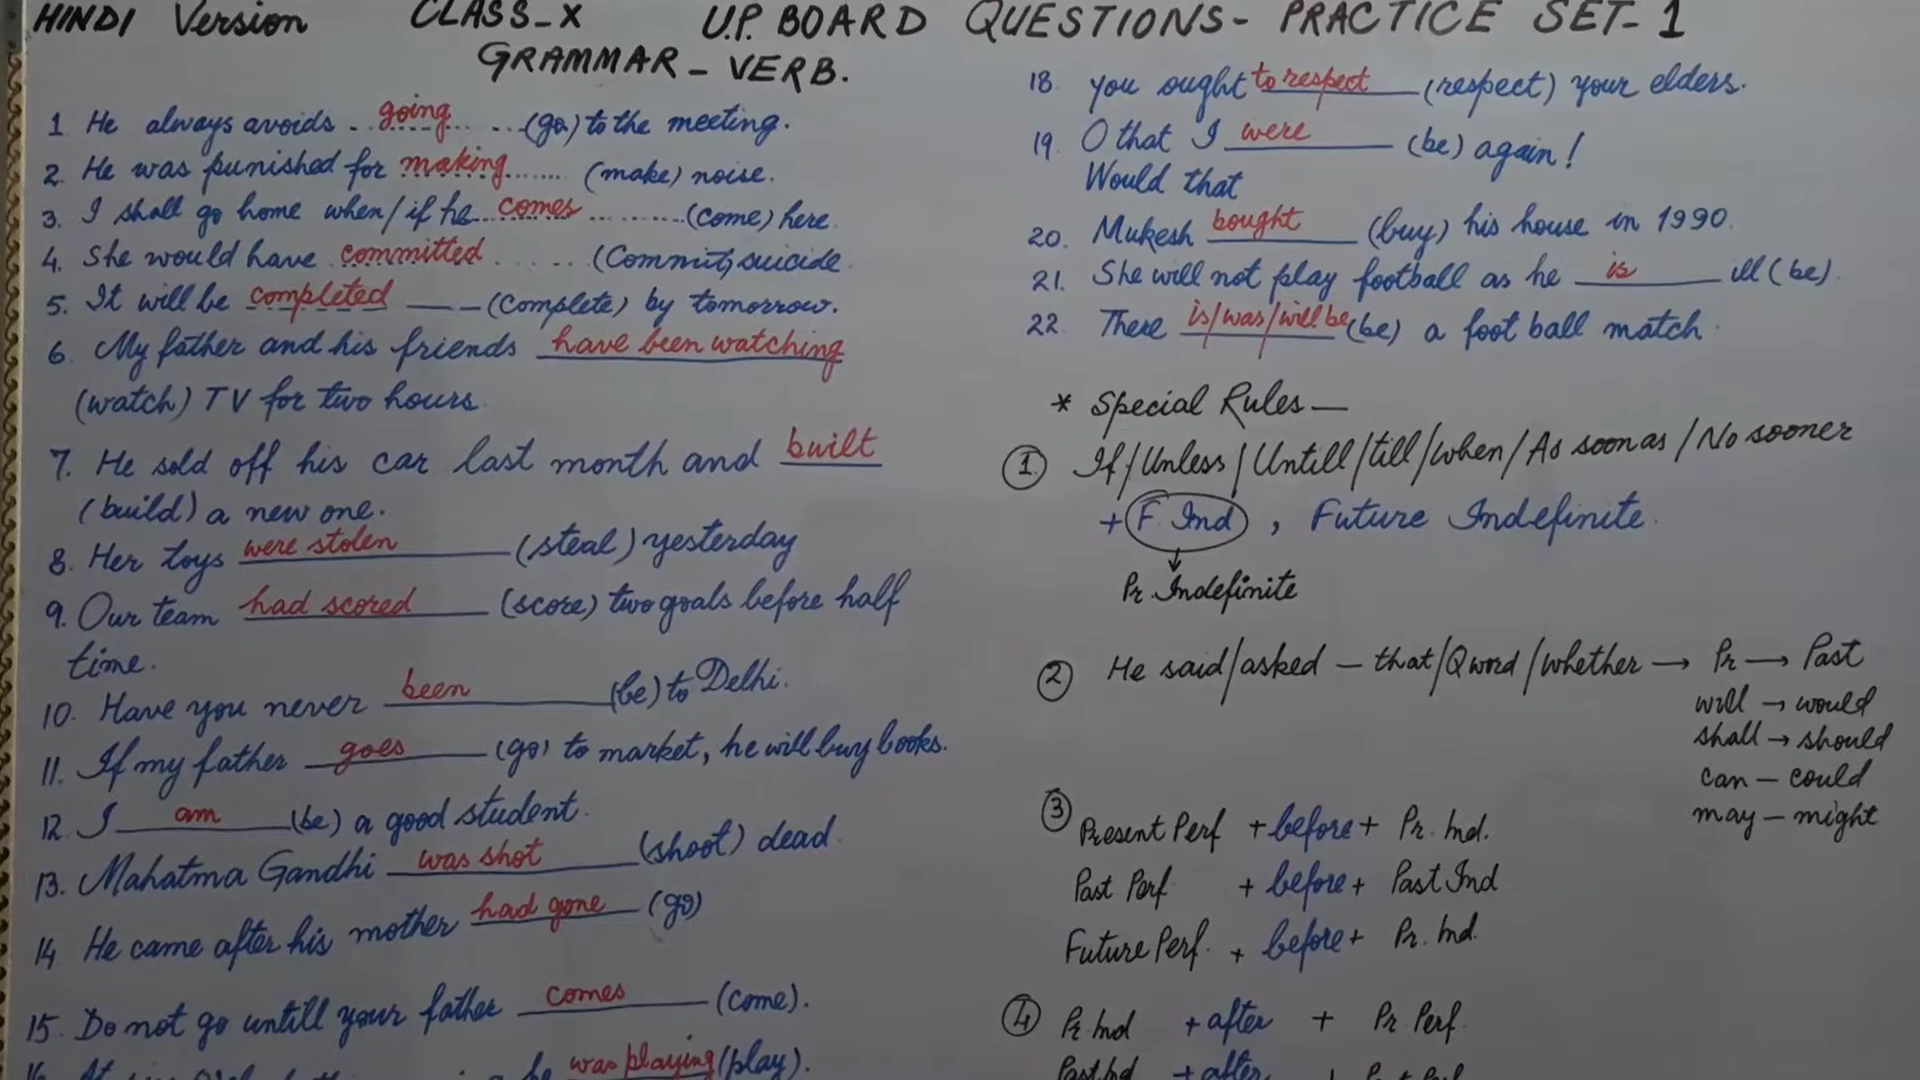 HINDI Version CLASS-X U.P. BOARD QUESTIONS- PRACTICE SET-1
GRAMMAR - VERB.
1 He always avoids going (go) to the meeting.
2. He was punished for making (make) noise.
3. I shall go home when/if he comes (come) here.
4. She would have committed (Commit) suicide
5. It will be completed (Complete) by tomorrow.
6. My father and his friends have been watching
(watch) TV for two hours
7. He sold off his car last month and built
(build) a new one.
8. Her toys were stolen (steal) yesterday
9. Our team had scored (score) two goals before half
time.
10. Have you never been (be) to Delhi.
11. If my father goes (go) to market, he will buy books.
12. I am (be) a good student.
13. Mahatma Gandhi was shot (shoot) dead.
14 He came after his mother had gone (go)
15. Do not go untill your father comes (come).
16. At he was playing (play).
18. you ought to respect (respect) your elders.
19. O that I were (be) again!
Would that
20. Mukesh bought (buy) his house in 1990.
21. She will not play football as he is ill (be).
22. There is/was/will be (be) a foot ball match.
* Special Rules—
1. If/Unless/Untill/till/when/As soon as/No sooner
+ F. Ind, Future Indefinite.
Pr. Indefinite
2 He said/asked - that/Qword/whether → Pr → Past
will → would
shall → should
can - could
may - might
3 Present Perf + before + Pr. Ind.
Past Perf + before + Past Ind
Future Perf. + before + Pr. Ind.
4 Pr Ind + after + Pr Perf.
Past Ind + after + Past Perf